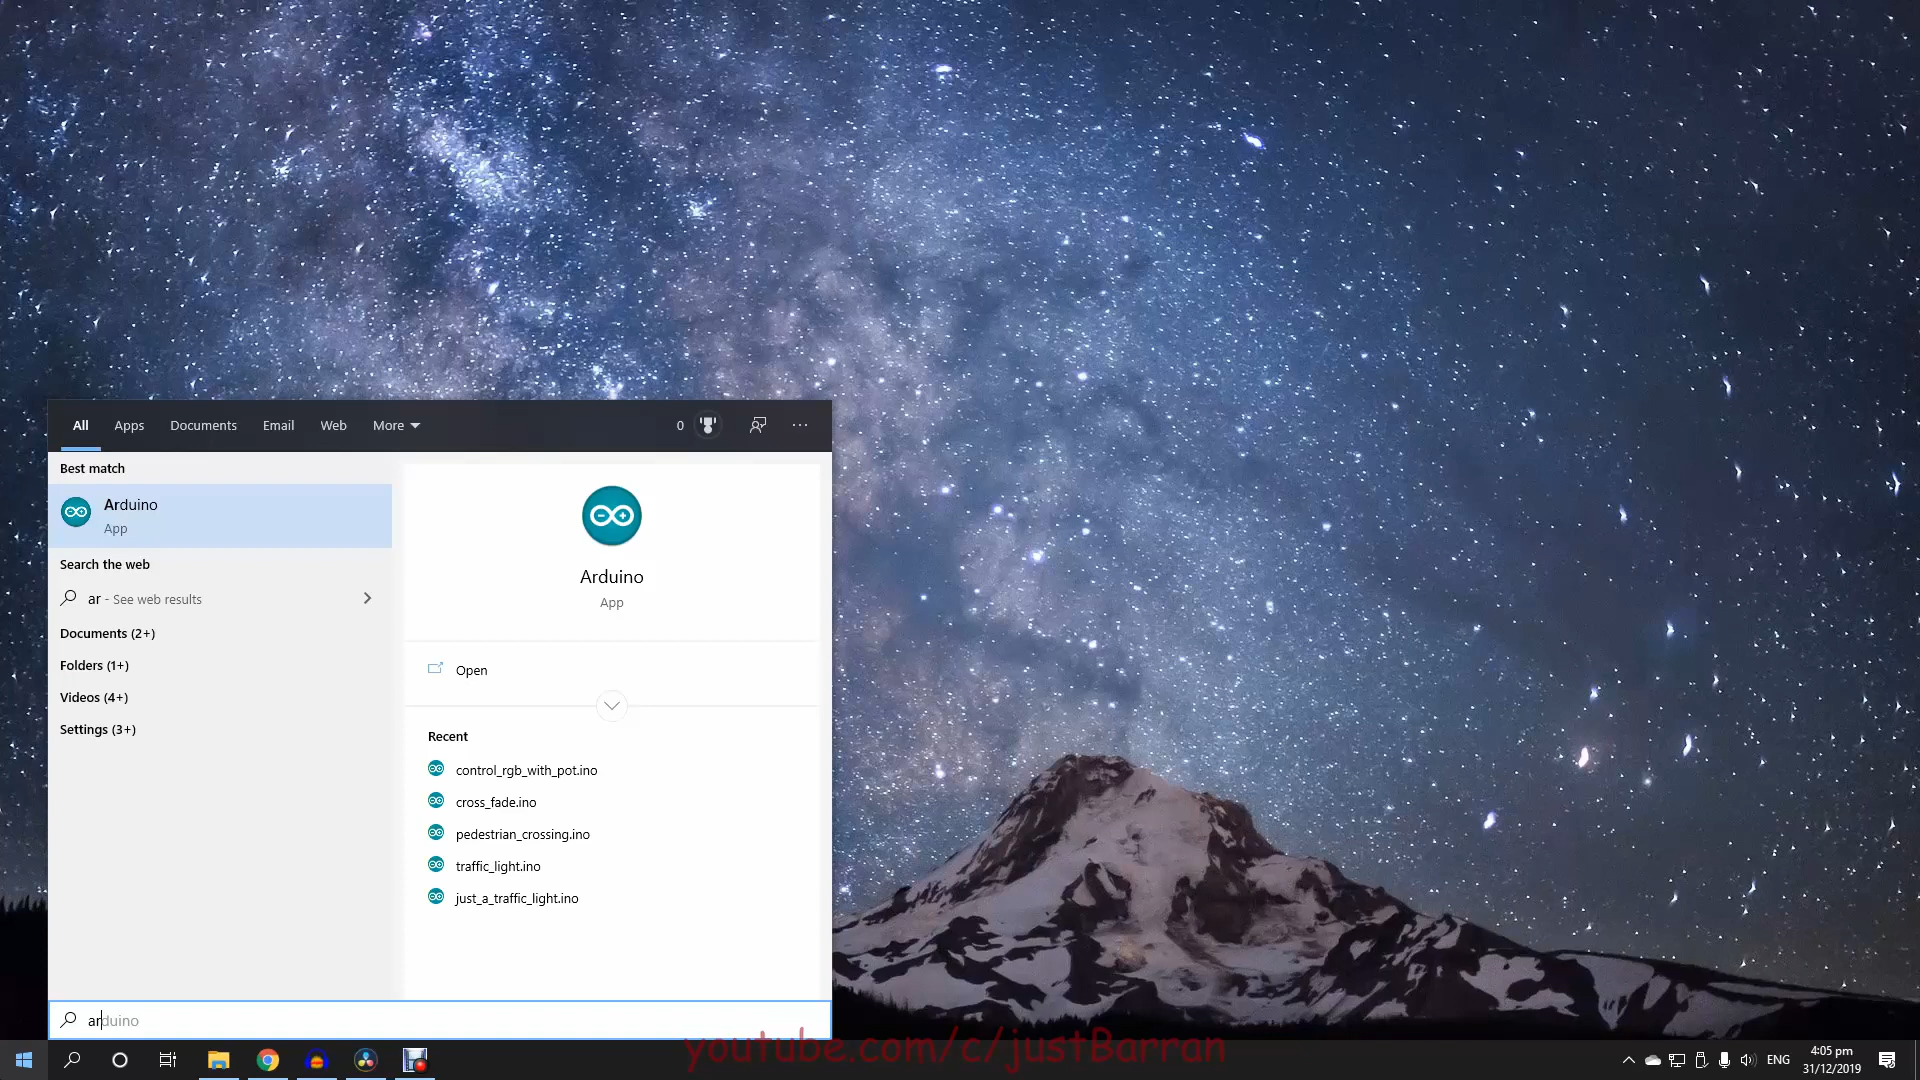 All Apps Documents Email Web More 0
Best match
Arduino
App
Search the web
ar - See web results
Documents (2+)
Folders (1+)
Videos (4+)
Settings (3+)
Arduino
App
Open
Recent
control_rgb_with_pot.ino
cross_fade.ino
pedestrian_crossing.ino
traffic_light.ino
just_a_traffic_light.ino
arduino
youtube.com/c/justBarran
ENG
4:05 pm
31/12/2019